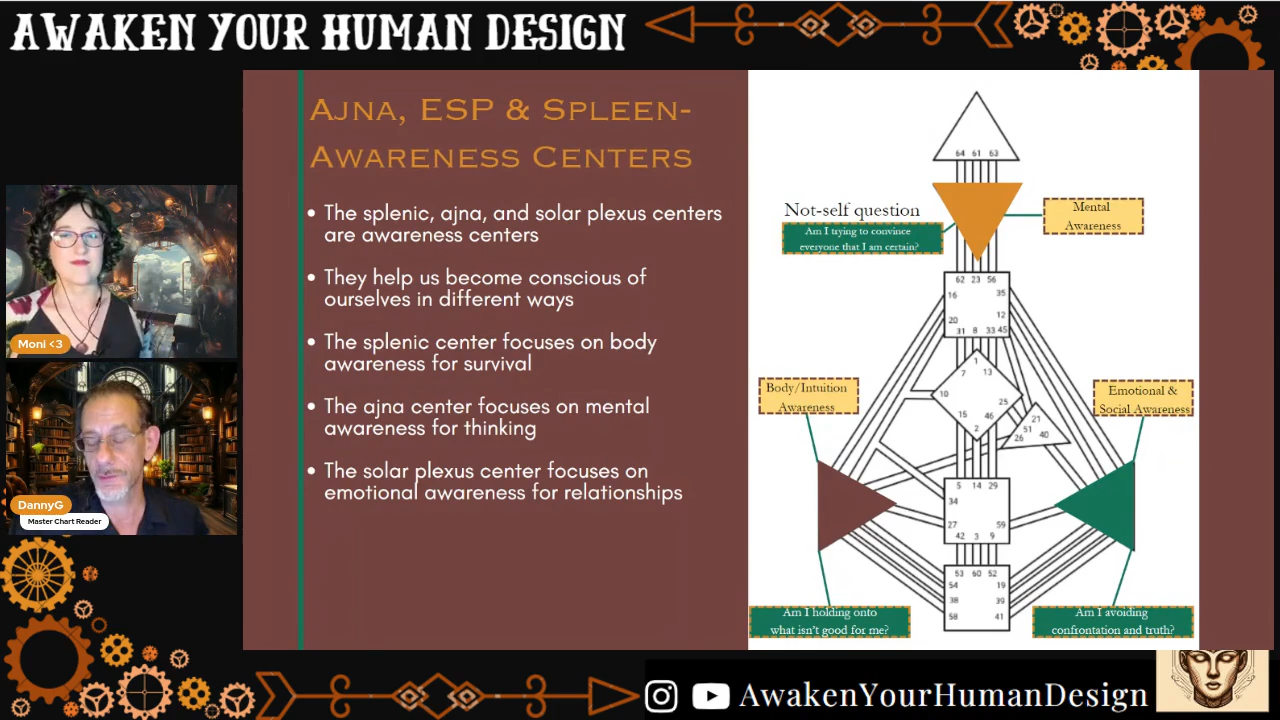 AWAKEN YOUR HUMAN DESIGN
AJNA, ESP & SPLEEN-
AWARENESS CENTERS
• The splenic, ajna, and solar plexus centers
are awareness centers
• They help us become conscious of
ourselves in different ways
• The splenic center focuses on body
awareness for survival
• The ajna center focuses on mental
awareness for thinking
• The solar plexus center focuses on
emotional awareness for relationships
Moni <3
DannyG
Master Chart Reader
64 61 63
Not-self question
Am I trying to convince
everyone that I am certain?
Mental
Awareness
62 23 56
16 35
20 12
31 8 33 45
1
7 13
10 25
15 46
2
21
51
26 40
Body/Intuition
Awareness
Emotional &
Social Awareness
5 14 29
34
27 59
42 3 9
53 60 52
54 19
38 39
58 41
Am I holding onto
what isn't good for me?
Am I avoiding
confrontation and truth?
AwakenYourHumanDesign